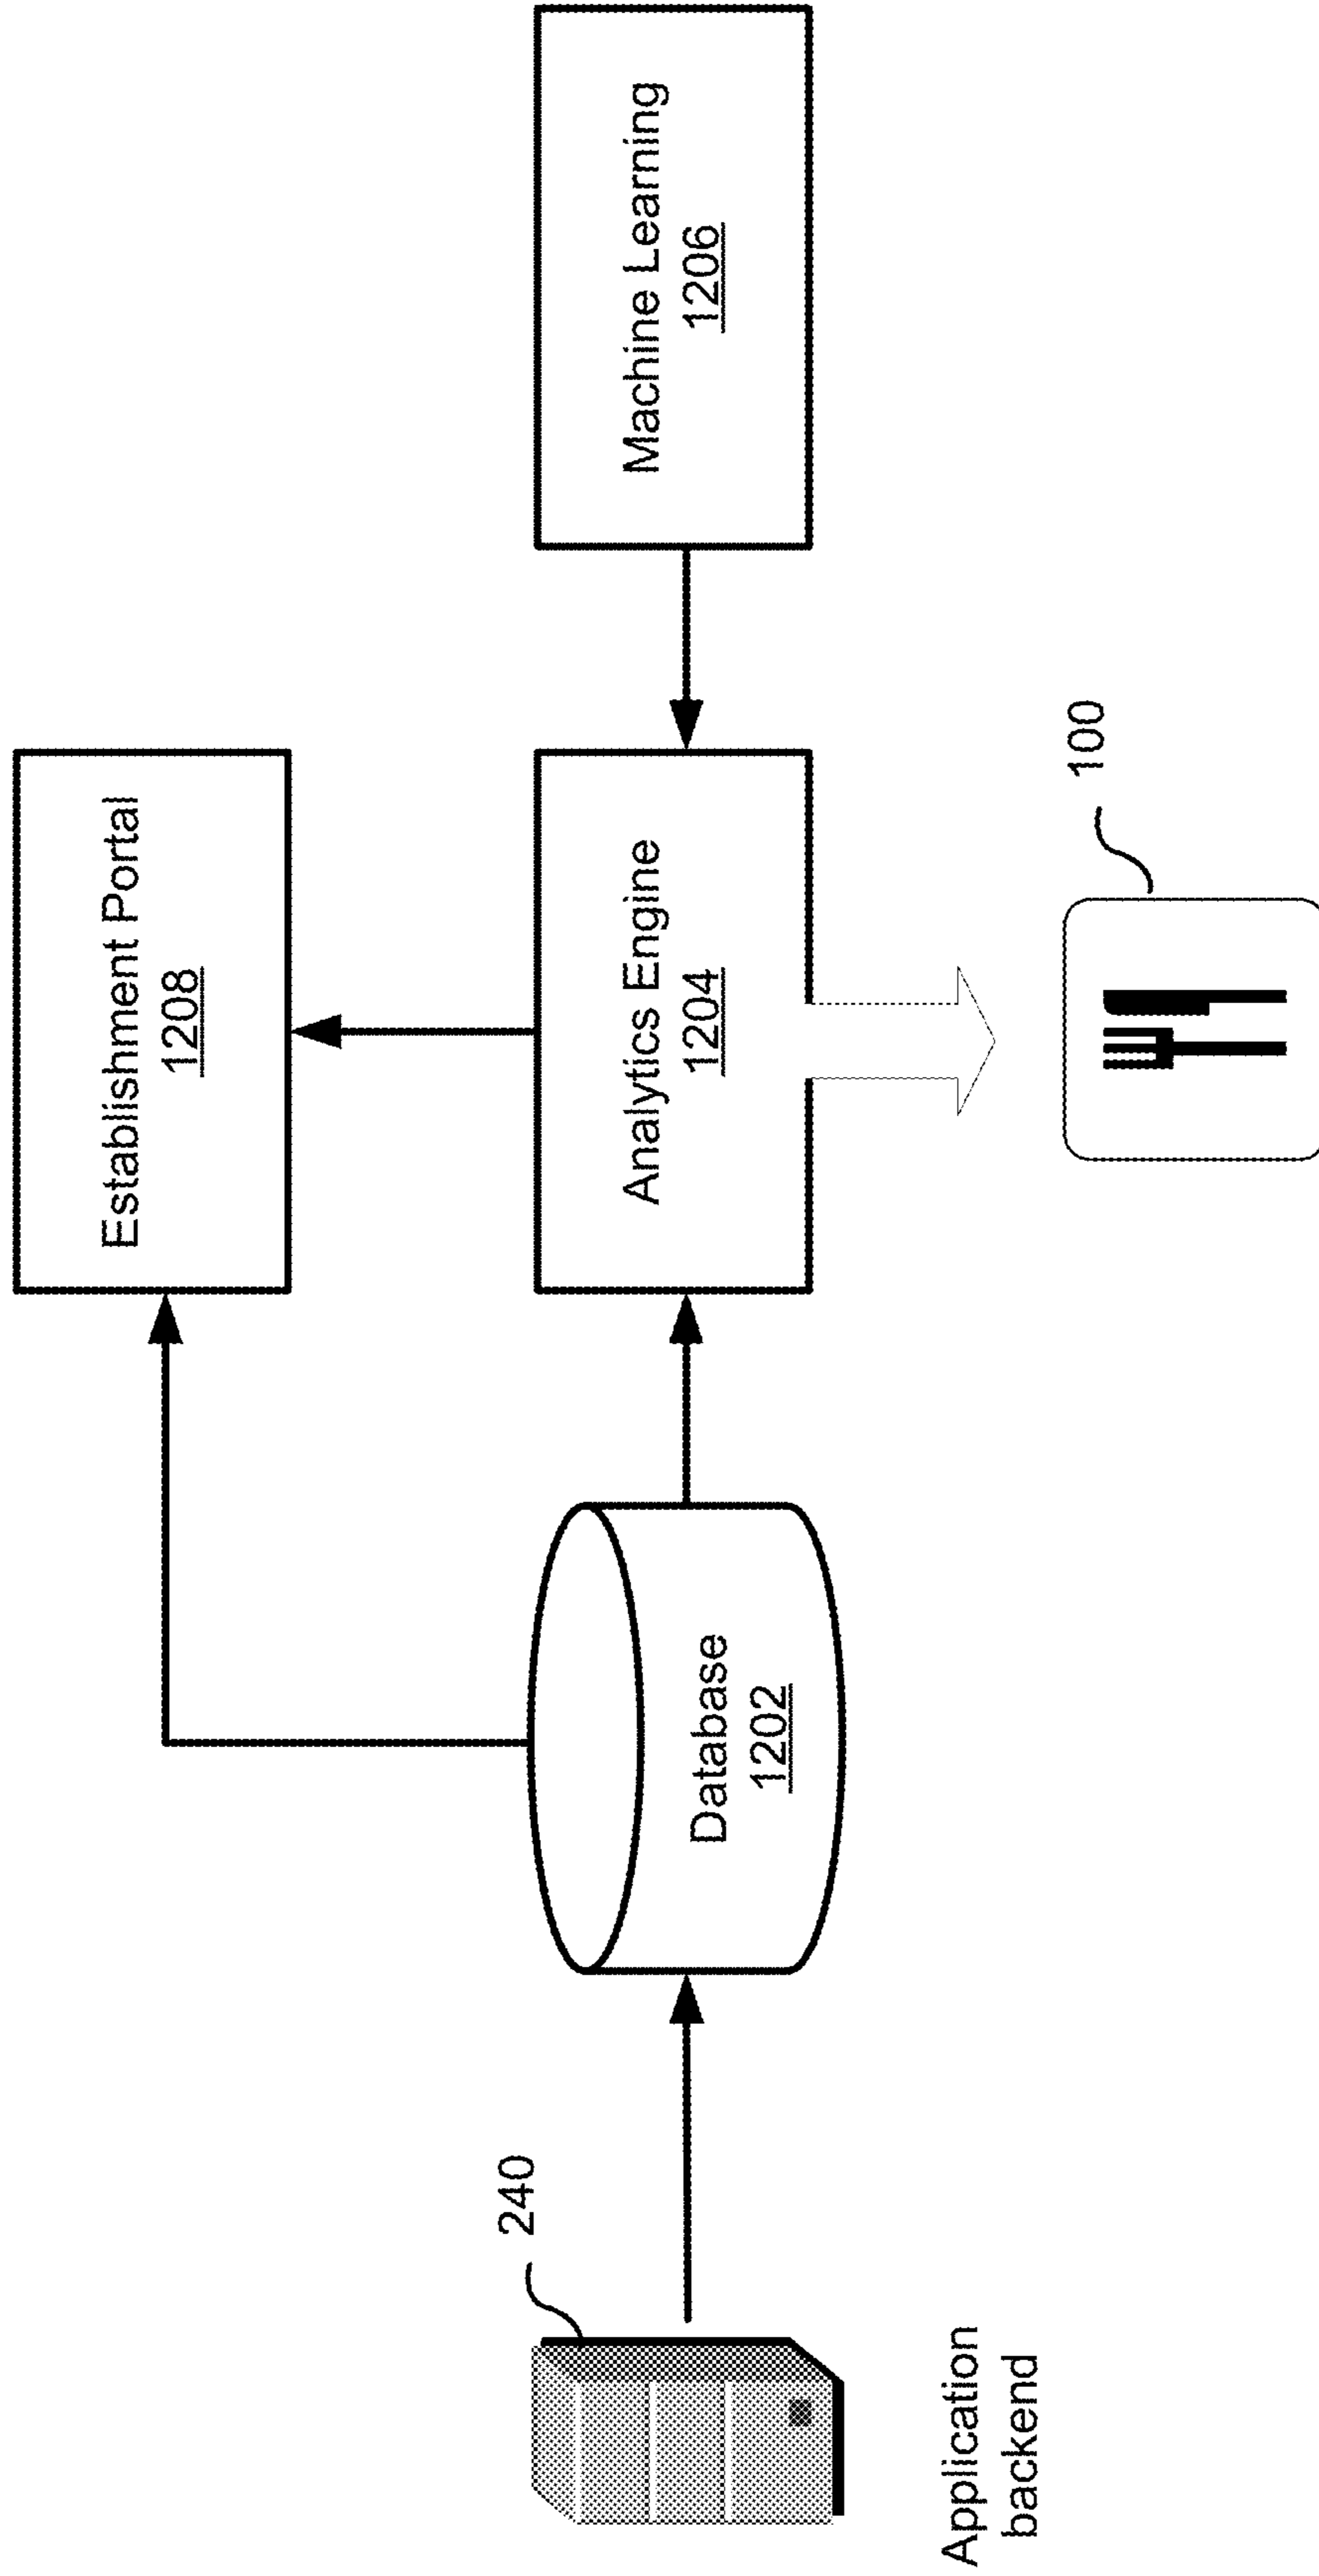 Establishment Portal
1208
240
Database
1202
Analytics Engine
1204
Machine Learning
1206
Application
backend
100